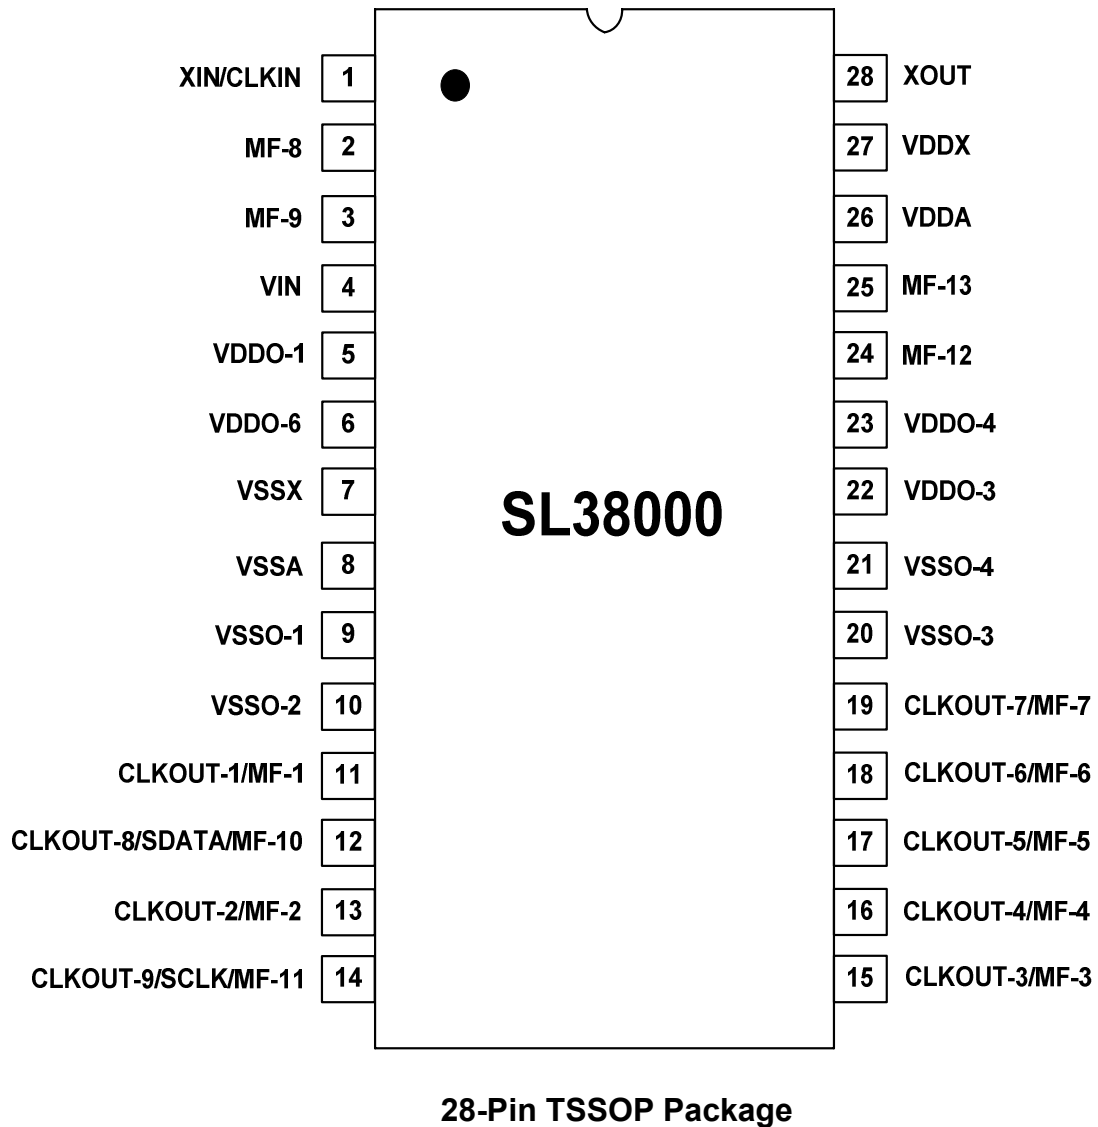 XIN/CLKIN 1 28 XOUT
MF-8 2 27 VDDX
MF-9 3 26 VDDA
VIN 4 25 MF-13
VDDO-1 5 24 MF-12
VDDO-6 6 23 VDDO-4
VSSX 7 22 VDDO-3
SL38000
VSSA 8 21 VSSO-4
VSSO-1 9 20 VSSO-3
VSSO-2 10 19 CLKOUT-7/MF-7
CLKOUT-1/MF-1 11 18 CLKOUT-6/MF-6
CLKOUT-8/SDATA/MF-10 12 17 CLKOUT-5/MF-5
CLKOUT-2/MF-2 13 16 CLKOUT-4/MF-4
CLKOUT-9/SCLK/MF-11 14 15 CLKOUT-3/MF-3
28-Pin TSSOP Package